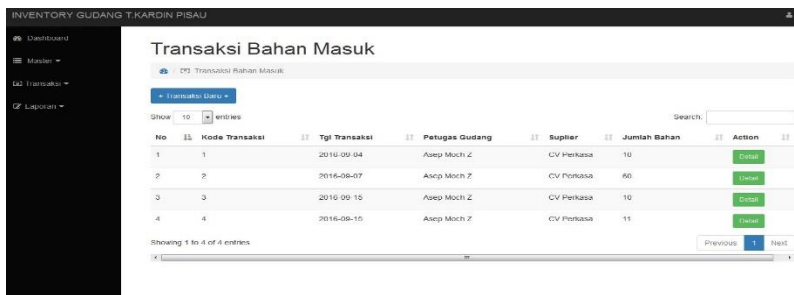 INVENTORY GUDANG T.KARDIN PISAU
Dashboard
Master
Transaksi
Laporan
Transaksi Bahan Masuk
/ Transaksi Bahan Masuk
+ Transaksi Baru +
Show 10 entries
Search:
No Kode Transaksi Tgl Transaksi Petugas Gudang Suplier Jumlah Bahan Action
1 1 2016-09-04 Asep Moch Z CV Perkasa 10 Detail
2 2 2016-09-07 Asep Moch Z CV Perkasa 60 Detail
3 3 2016-09-15 Asep Moch Z CV Perkasa 10 Detail
4 4 2016-09-15 Asep Moch Z CV Perkasa 11 Detail
Showing 1 to 4 of 4 entries
Previous 1 Next